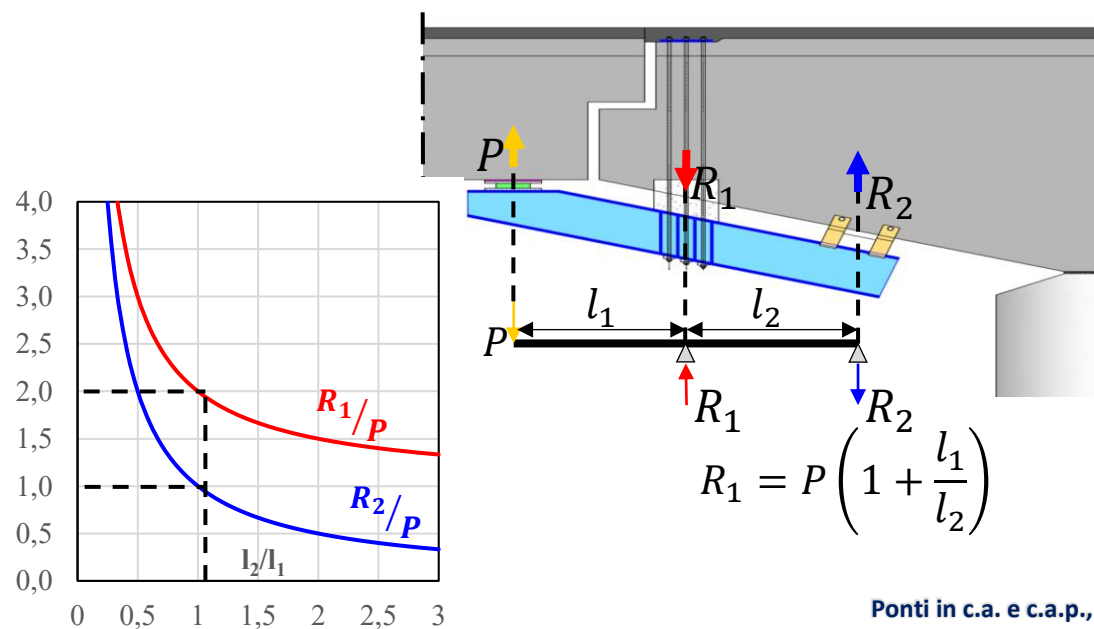 P
R₁
R₂
l₁
l₂
P
R₁
R₂
R₁ = P(1 + l₁/l₂)
4,0
3,5
3,0
2,5
2,0
1,5
1,0
0,5
0,0
R₁/P
R₂/P
l₂/l₁
0 0,5 1 1,5 2 2,5 3
Ponti in c.a. e c.a.p.,